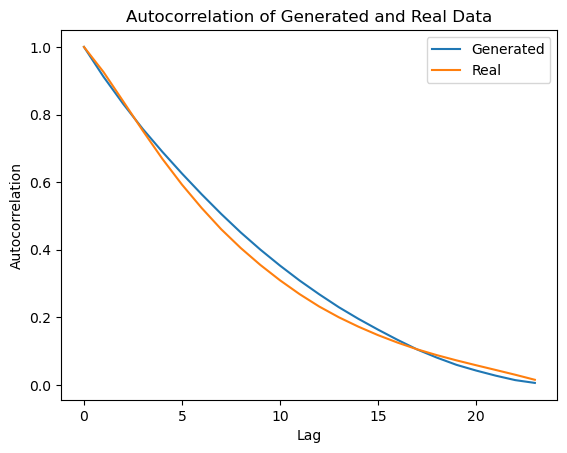 Autocorrelation of Generated and Real Data
Generated
Real
1.0
0.8
0.6
0.4
0.2
0.0
Autocorrelation
0 5 10 15 20
Lag